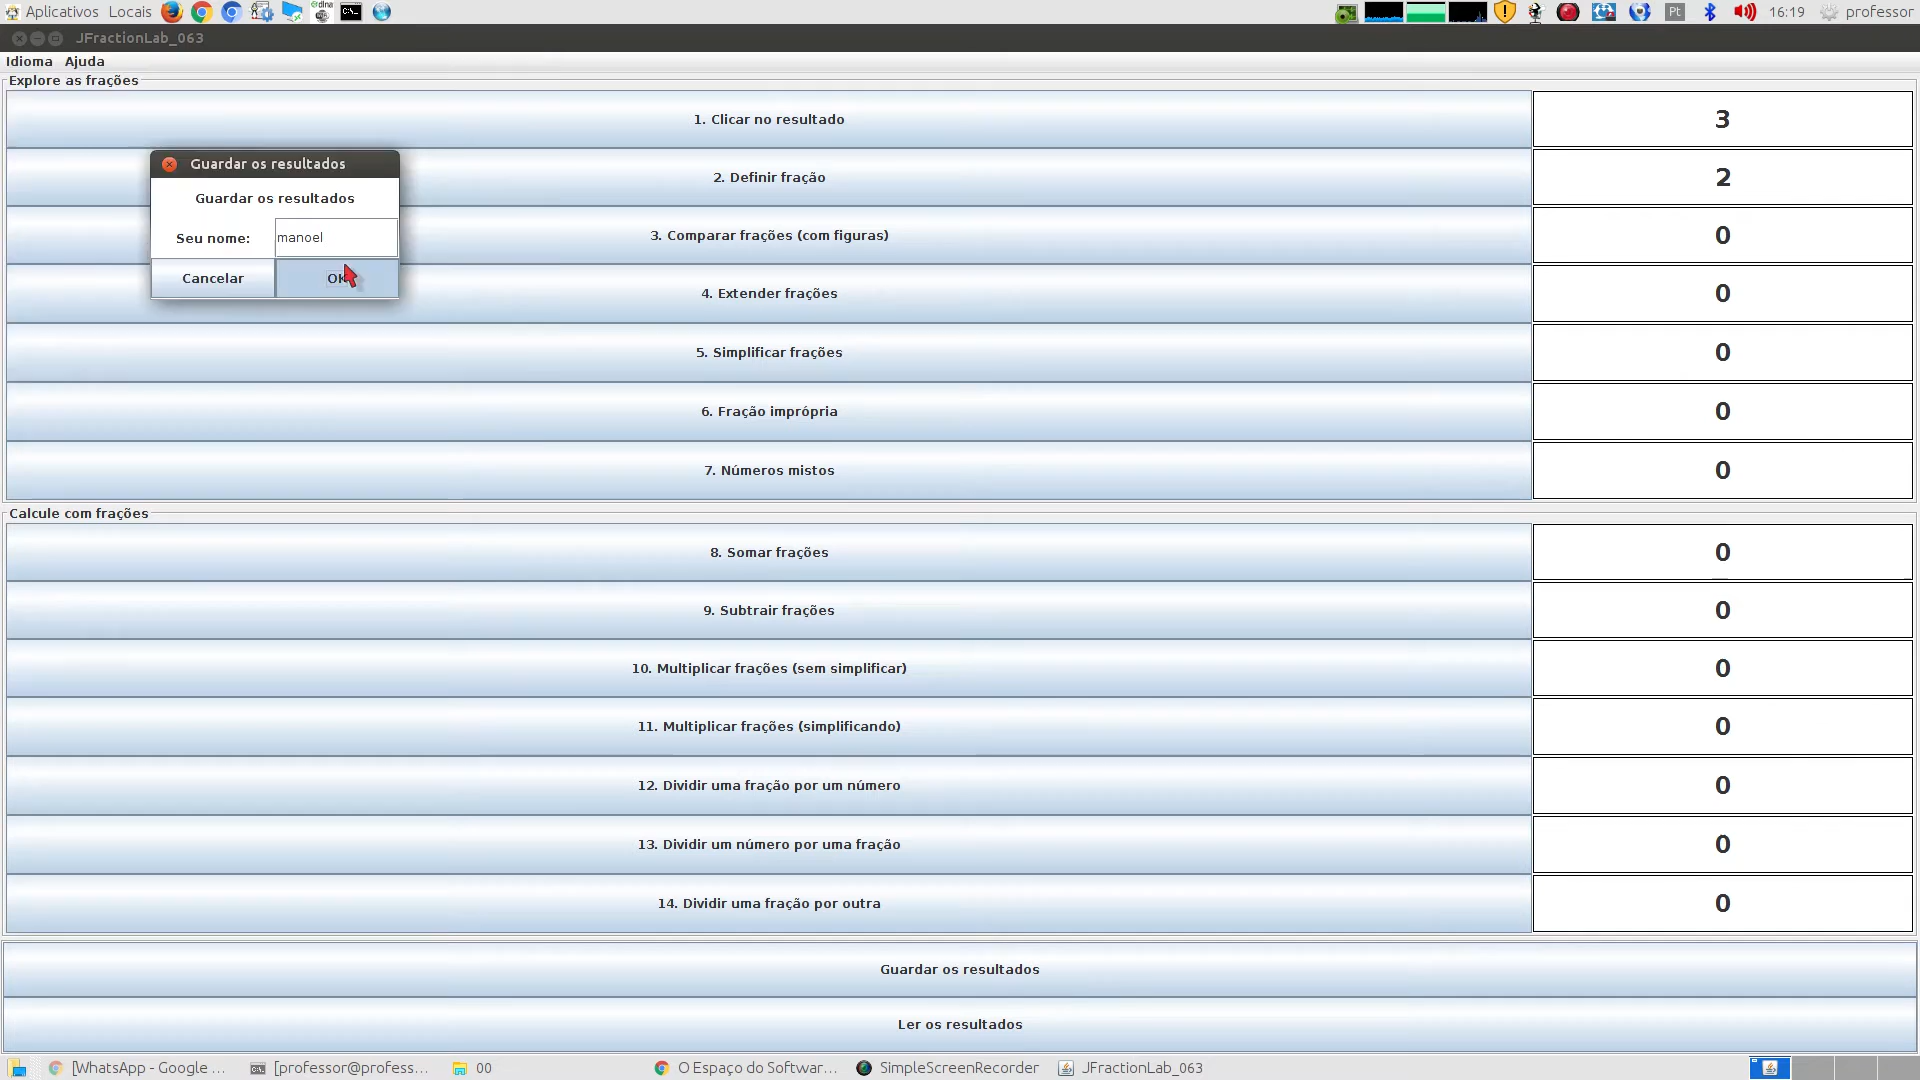 Aplicativos Locais Pt 16:19 professor
JFractionLab_063
Idioma Ajuda
Explore as frações
1. Clicar no resultado 3
Guardar os resultados
2. Definir fração 2
Guardar os resultados
Seu nome: manoel
3. Comparar frações (com figuras) 0
Cancelar OK
4. Extender frações 0
5. Simplificar frações 0
6. Fração imprópria 0
7. Números mistos 0
Calcule com frações
8. Somar frações 0
9. Subtrair frações 0
10. Multiplicar frações (sem simplificar) 0
11. Multiplicar frações (simplificando) 0
12. Dividir uma fração por um número 0
13. Dividir um número por uma fração 0
14. Dividir uma fração por outra 0
Guardar os resultados
Ler os resultados
[WhatsApp - Google ... [professor@profess... 00 O Espaço do Softwar... SimpleScreenRecorder JFractionLab_063